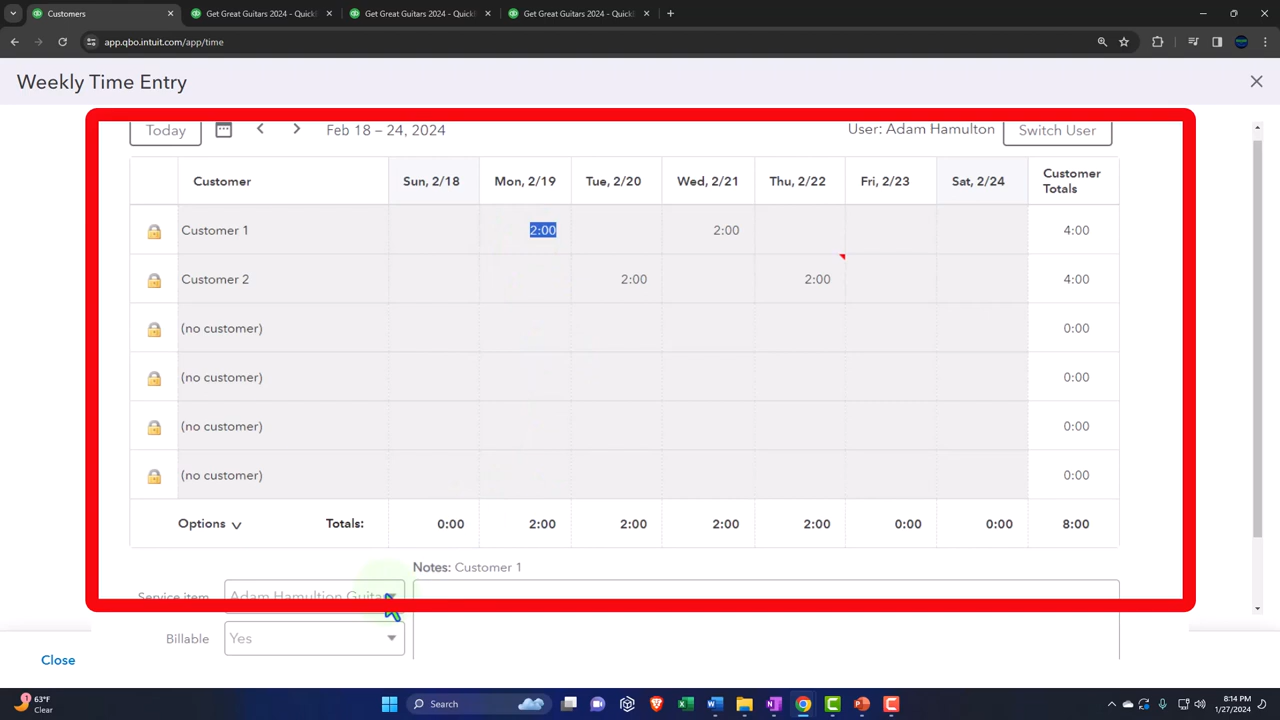 Customers
Get Great Guitars 2024 - Quick
Get Great Guitars 2024 - Quick
Get Great Guitars 2024 - Quick
app.qbo.intuit.com/app/time
Weekly Time Entry
Today
Feb 18 – 24, 2024
User: Adam Hamulton
Switch User
Customer Sun, 2/18 Mon, 2/19 Tue, 2/20 Wed, 2/21 Thu, 2/22 Fri, 2/23 Sat, 2/24 Customer Totals
Customer 1 2:00 2:00 4:00
Customer 2 2:00 2:00 4:00
(no customer) 0:00
(no customer) 0:00
(no customer) 0:00
(no customer) 0:00
Options Totals: 0:00 2:00 2:00 2:00 2:00 0:00 0:00 8:00
Notes: Customer 1
Service item Adam Hamultion Guitar
Billable Yes
Close
1
63°F
Clear
Search
8:14 PM
1/27/2024